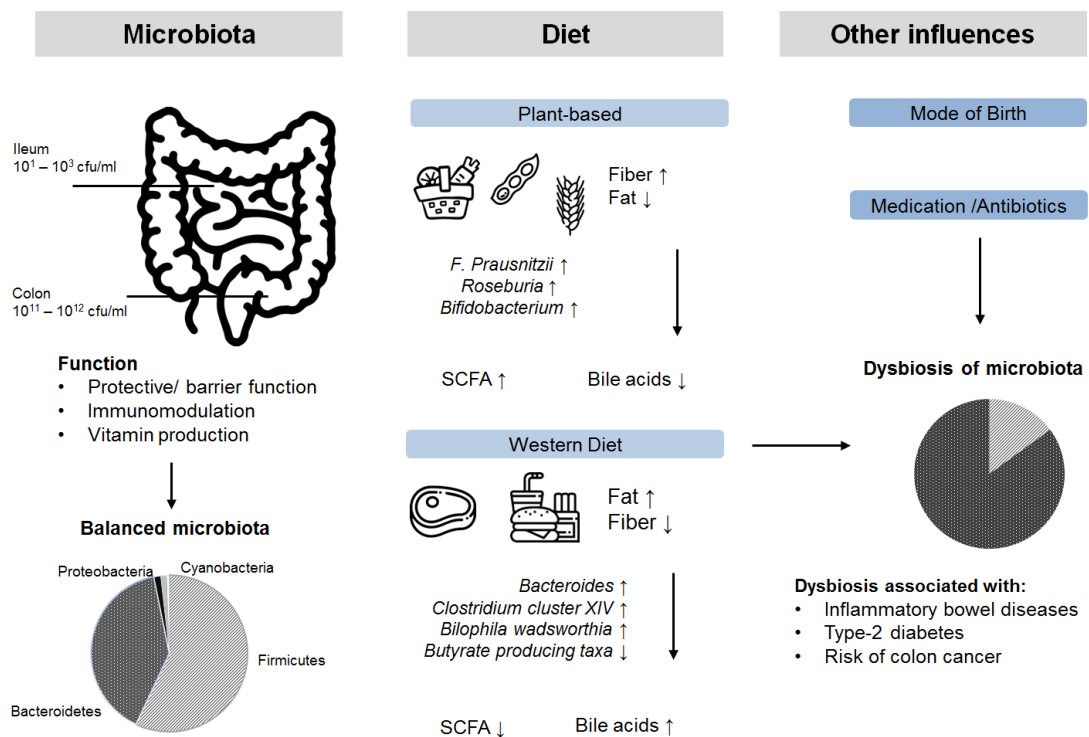 Microbiota
Ileum
10¹ – 10³ cfu/ml
Colon
10¹¹ – 10¹² cfu/ml
Function
• Protective/ barrier function
• Immunomodulation
• Vitamin production
Balanced microbiota
Proteobacteria
Cyanobacteria
Firmicutes
Bacteroidetes
Diet
Plant-based
Fiber ↑
Fat ↓
F. Prausnitzii ↑
Roseburia ↑
Bifidobacterium ↑
SCFA ↑
Bile acids ↓
Western Diet
Fat ↑
Fiber ↓
Bacteroides ↑
Clostridium cluster XIV ↑
Bilophila wadsworthia ↑
Butyrate producing taxa ↓
SCFA ↓
Bile acids ↑
Other influences
Mode of Birth
Medication /Antibiotics
Dysbiosis of microbiota
Dysbiosis associated with:
• Inflammatory bowel diseases
• Type-2 diabetes
• Risk of colon cancer